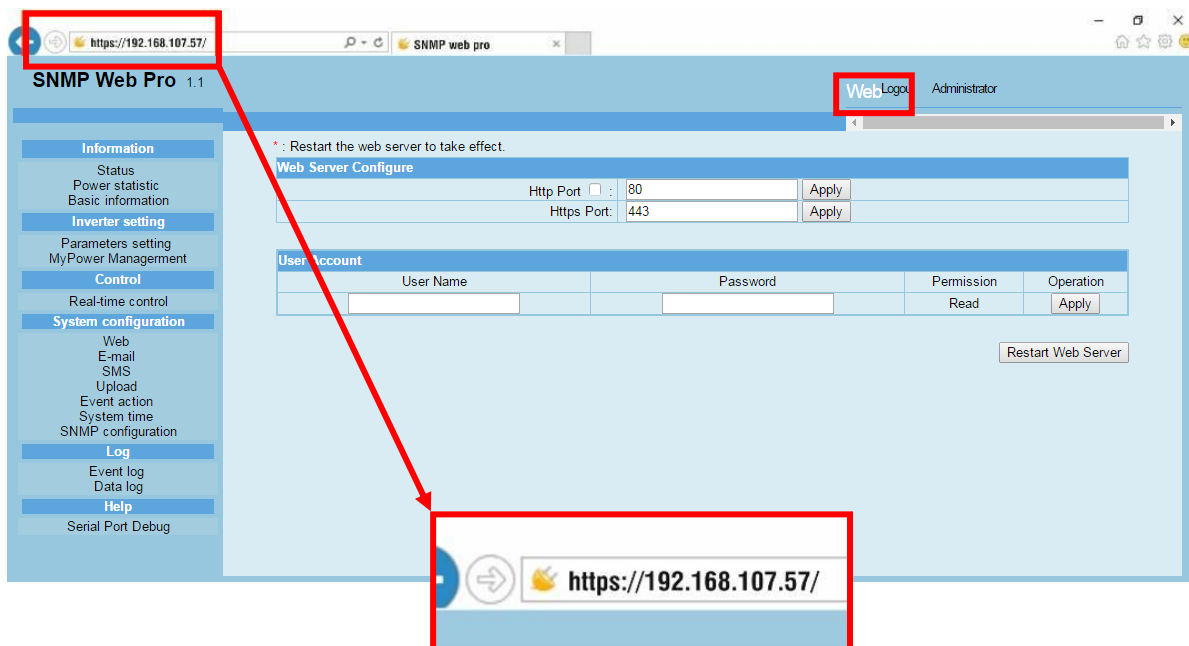 https://192.168.107.57/
SNMP web pro
SNMP Web Pro 1.1
Web Logou Administrator
Information
Status
Power statistic
Basic information
Inverter setting
Parameters setting
MyPower Managerment
Control
Real-time control
System configuration
Web
E-mail
SMS
Upload
Event action
System time
SNMP configuration
Log
Event log
Data log
Help
Serial Port Debug
* : Restart the web server to take effect.
Web Server Configure
Http Port : 80 Apply
Https Port: 443 Apply
User Account
User Name Password Permission Operation
Read Apply
Restart Web Server
https://192.168.107.57/